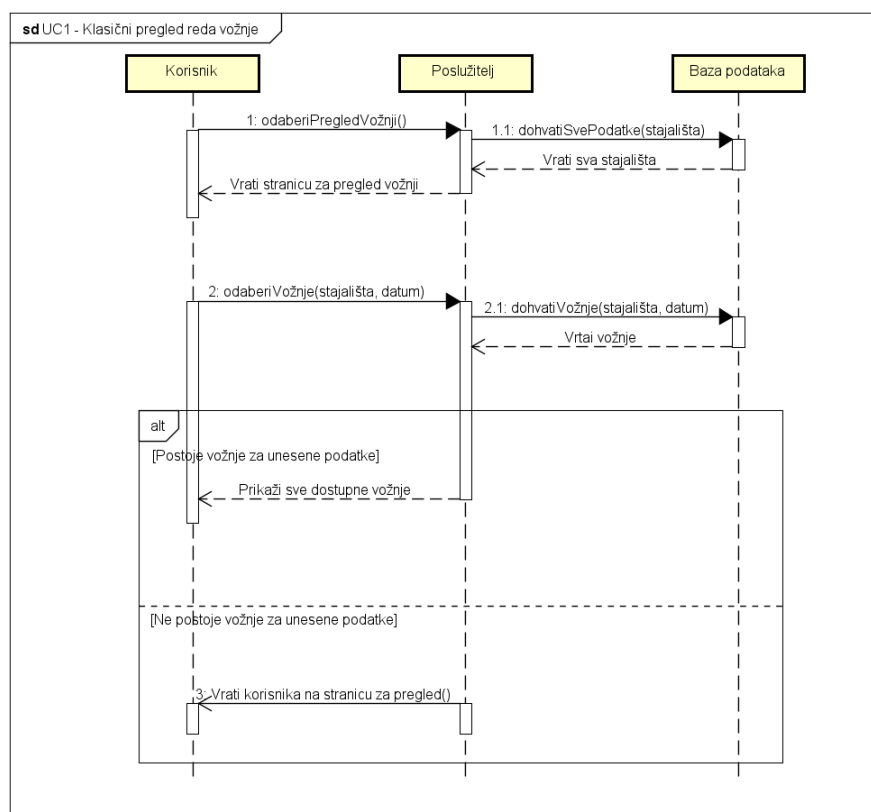 sd UC1 - Klasični pregled reda vožnje
Korisnik
Poslužitelj
Baza podataka
1: odaberiPregledVožnji()
1.1: dohvatiSvePodatke(stajališta)
Vrati sva stajališta
Vrati stranicu za pregled vožnji
2: odaberiVožnje(stajališta, datum)
2.1: dohvatiVožnje(stajališta, datum)
Vrtai vožnje
alt
[Postoje vožnje za unesene podatke]
Prikaži sve dostupne vožnje
[Ne postoje vožnje za unesene podatke]
3: Vrati korisnika na stranicu za pregled()